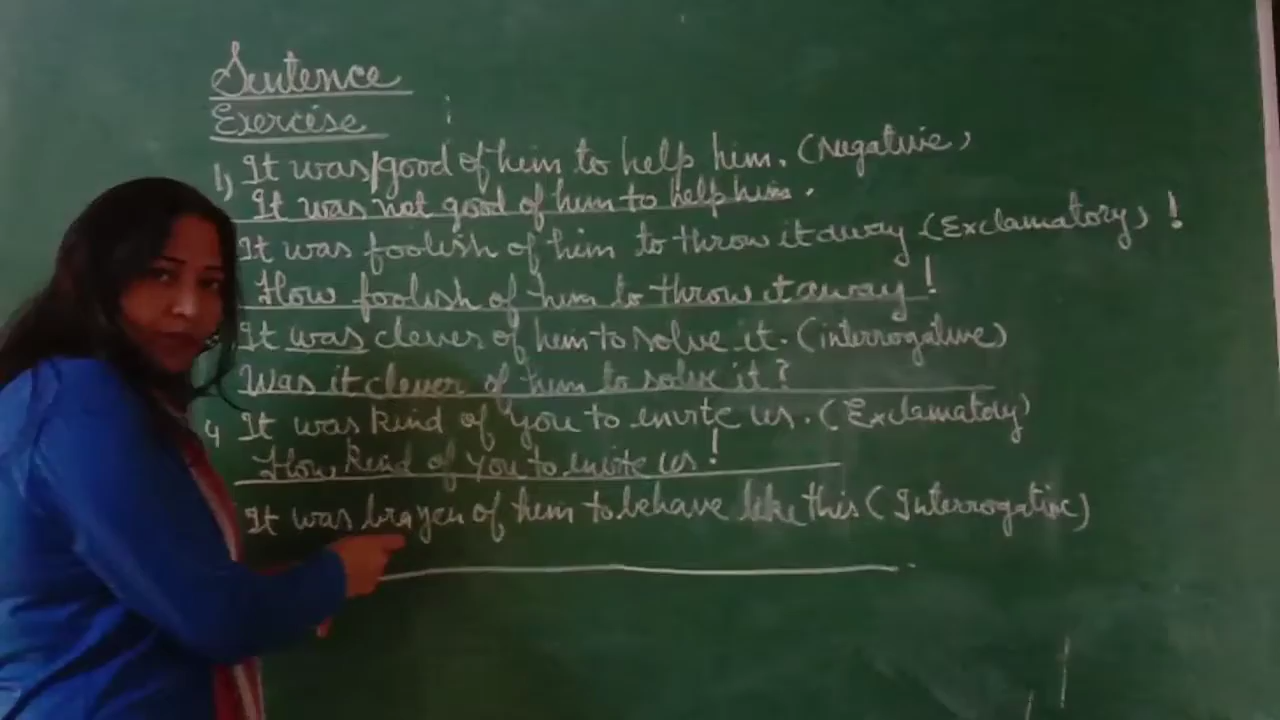 Sentence
Exercise
1) It was/good of him to help him. (Negative)
It was not good of him to help him.
It was foolish of him to throw it away (Exclamatory) !
How foolish of him to throw it away!
It was clever of him to solve it. (interrogative)
Was it clever of him to solve it?
4 It was kind of you to invite us. (Exclamatory)
How kind of you to invite us!
It was brazen of them to behave like this (Interrogative)